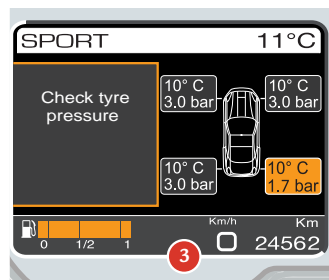 SPORT 11°C
Check tyre
pressure
10° C
3.0 bar
10° C
3.0 bar
10° C
3.0 bar
10° C
1.7 bar
0 1/2 1
Km/h
0
Km
24562
3